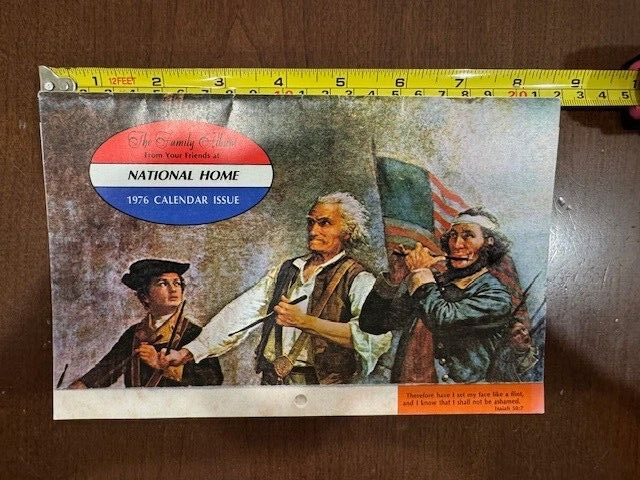 1 12FEET 2 3 4 5 6 7 8 9
The Family Album
From Your Friends at
NATIONAL HOME
1976 CALENDAR ISSUE
Therefore have I set my face like a flint,
and I know that I shall not be ashamed.
Isaiah 50:7